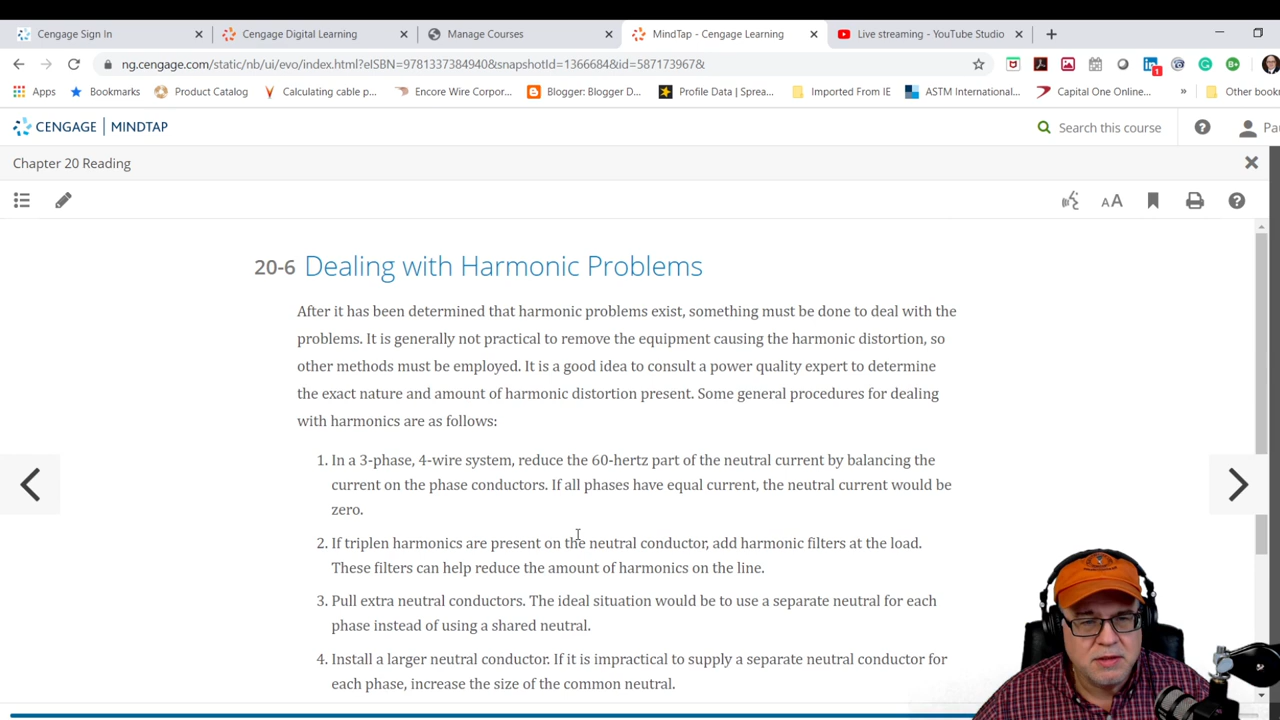 Cengage Sign In × Cengage Digital Learning × Manage Courses × MindTap - Cengage Learning × Live streaming - YouTube Studio × +
ng.cengage.com/static/nb/ui/evo/index.html?eISBN=9781337384940&snapshotId=1366684&id=587173967&
Apps Bookmarks Product Catalog Calculating cable p... Encore Wire Corpor... Blogger: Blogger D... Profile Data | Sprea... Imported From IE ASTM International... Capital One Online... » Other book
CENGAGE | MINDTAP Search this course Pa
Chapter 20 Reading
AA
20-6 Dealing with Harmonic Problems
After it has been determined that harmonic problems exist, something must be done to deal with the
problems. It is generally not practical to remove the equipment causing the harmonic distortion, so
other methods must be employed. It is a good idea to consult a power quality expert to determine
the exact nature and amount of harmonic distortion present. Some general procedures for dealing
with harmonics are as follows:
1. In a 3-phase, 4-wire system, reduce the 60-hertz part of the neutral current by balancing the
current on the phase conductors. If all phases have equal current, the neutral current would be
zero.
2. If triplen harmonics are present on the neutral conductor, add harmonic filters at the load.
These filters can help reduce the amount of harmonics on the line.
3. Pull extra neutral conductors. The ideal situation would be to use a separate neutral for each
phase instead of using a shared neutral.
4. Install a larger neutral conductor. If it is impractical to supply a separate neutral conductor for
each phase, increase the size of the common neutral.